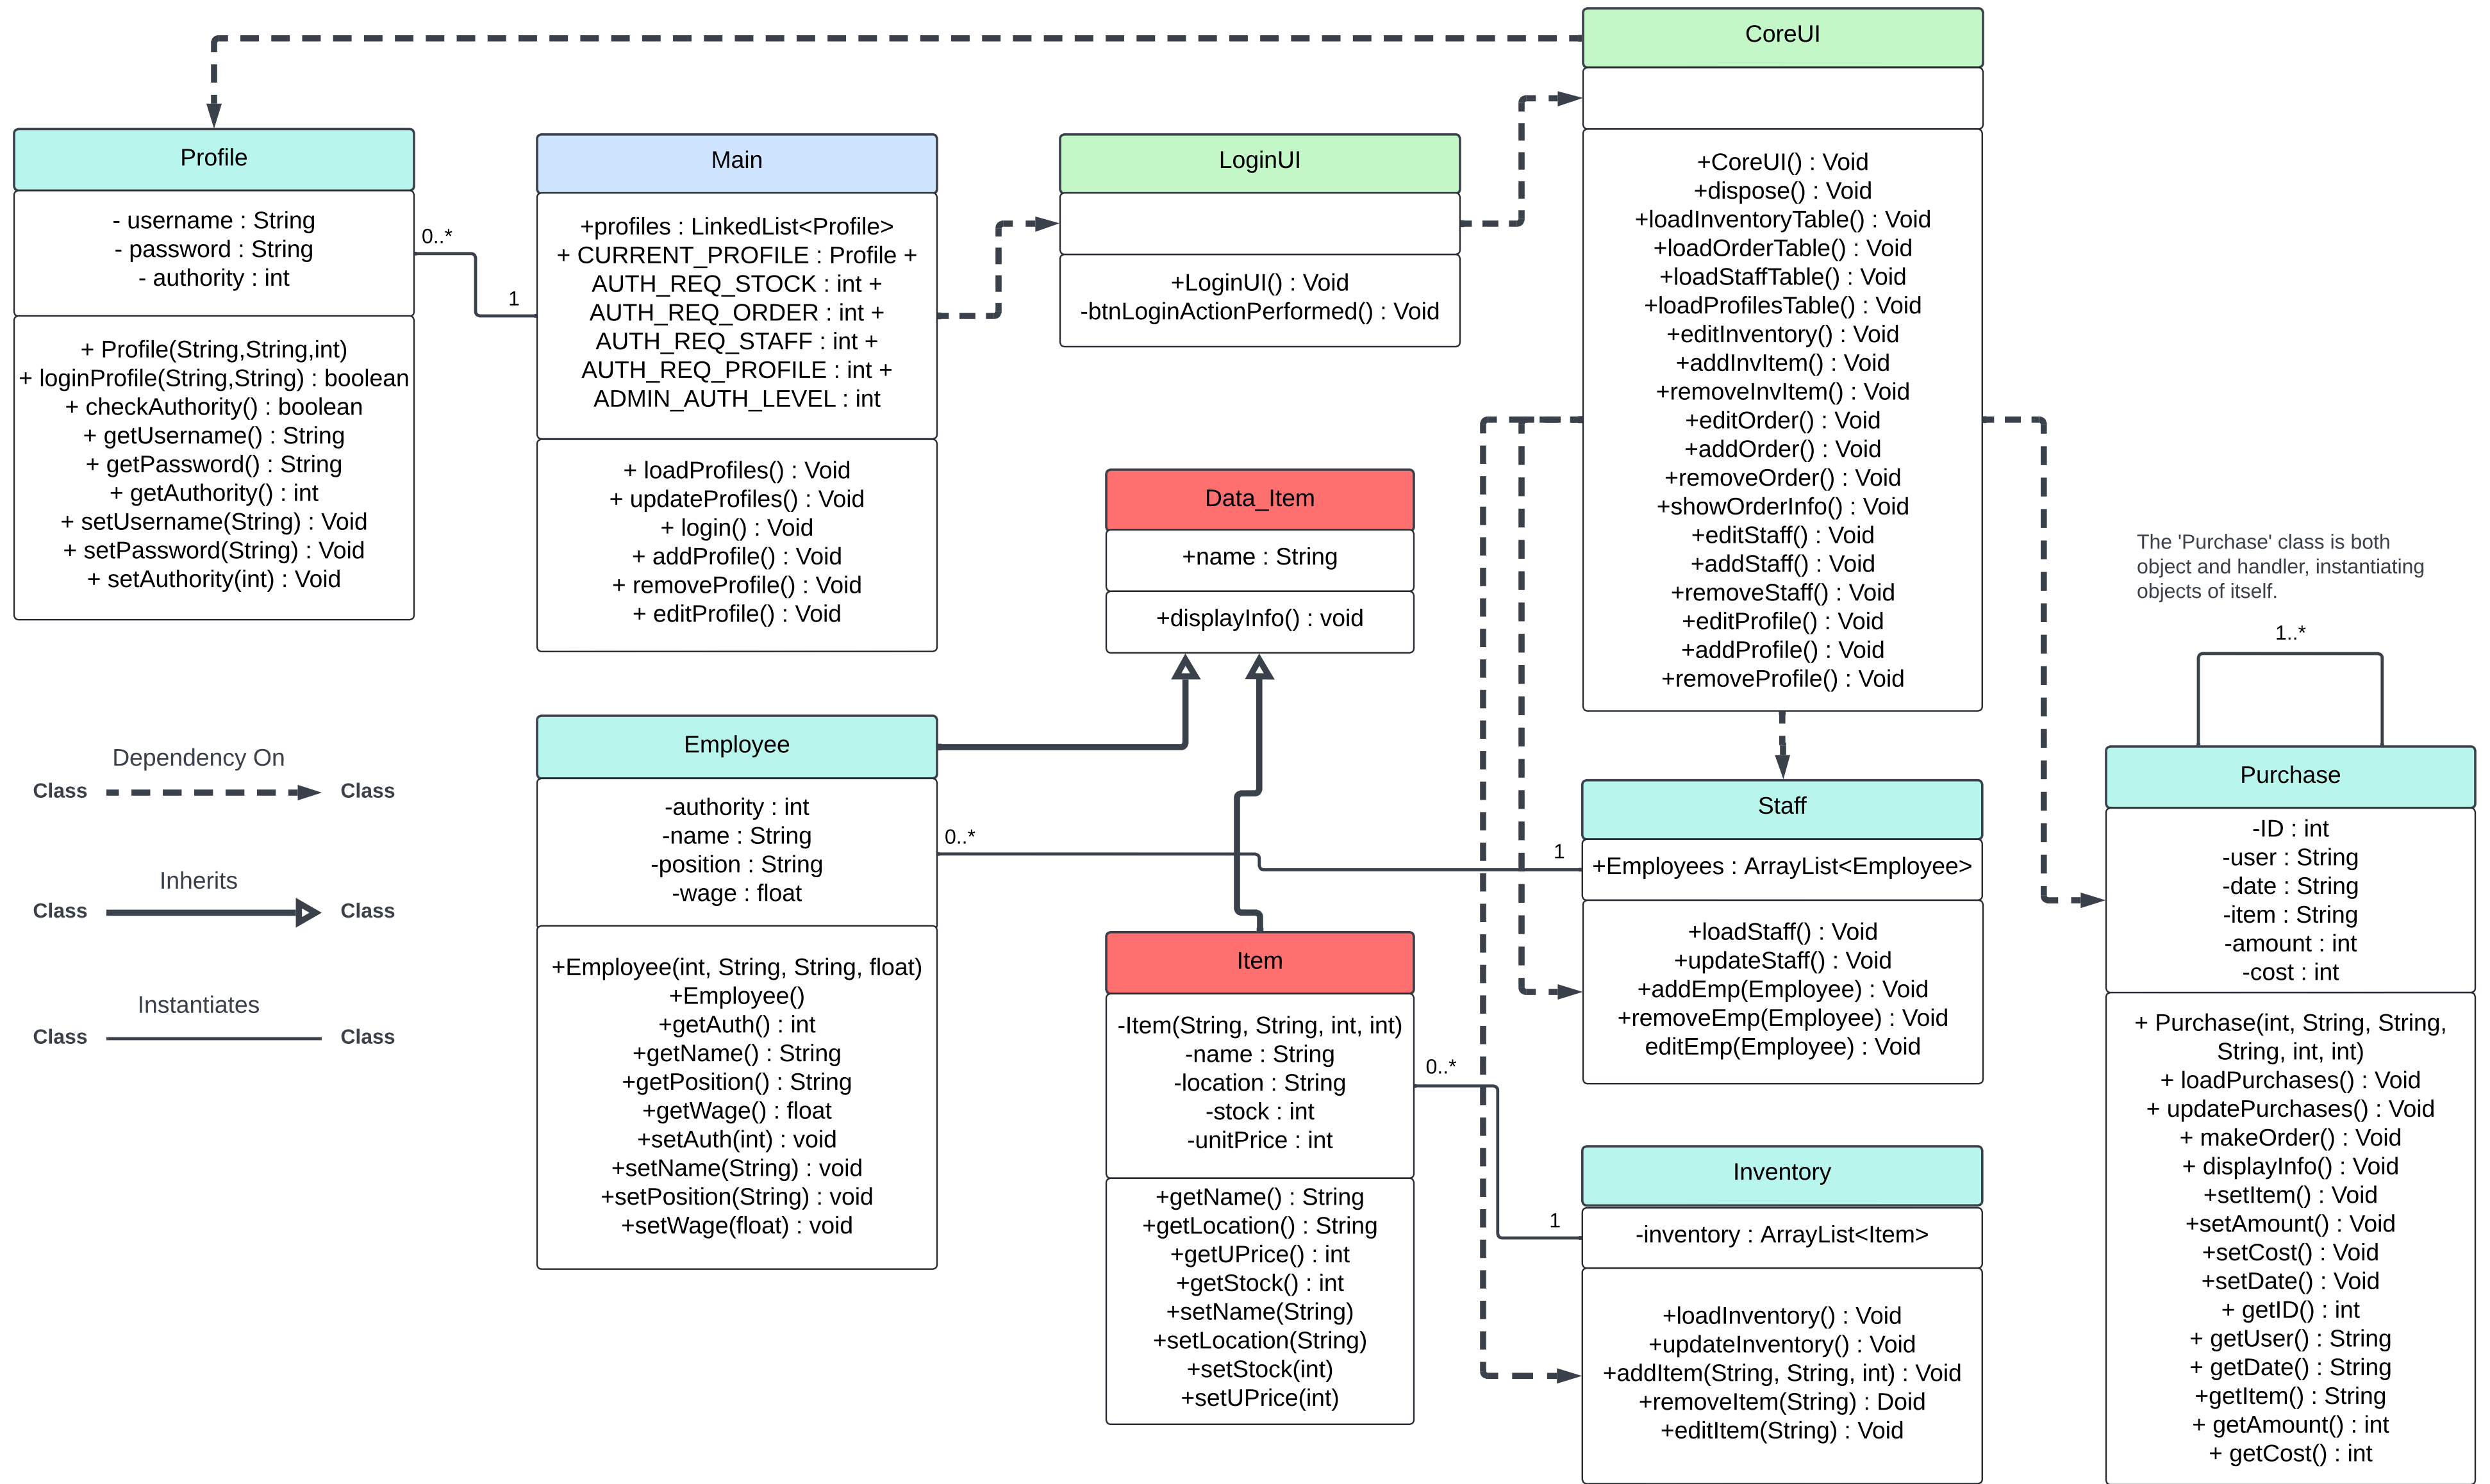 CoreUI
+CoreUI() : Void
+dispose() : Void
+loadInventoryTable() : Void
+loadOrderTable() : Void
+loadStaffTable() : Void
+loadProfilesTable() : Void
+editInventory() : Void
+addInvItem() : Void
+removeInvItem() : Void
+editOrder() : Void
+addOrder() : Void
+removeOrder() : Void
+showOrderInfo() : Void
+editStaff() : Void
+addStaff() : Void
+removeStaff() : Void
+editProfile() : Void
+addProfile() : Void
+removeProfile() : Void
Profile
- username : String
- password : String
- authority : int
+ Profile(String,String,int)
+ loginProfile(String,String) : boolean
+ checkAuthority() : boolean
+ getUsername() : String
+ getPassword() : String
+ getAuthority() : int
+ setUsername(String) : Void
+ setPassword(String) : Void
+ setAuthority(int) : Void
0..*
1
Main
+profiles : LinkedList<Profile>
+ CURRENT_PROFILE : Profile +
AUTH_REQ_STOCK : int +
AUTH_REQ_ORDER : int +
AUTH_REQ_STAFF : int +
AUTH_REQ_PROFILE : int +
ADMIN_AUTH_LEVEL : int
+ loadProfiles() : Void
+ updateProfiles() : Void
+ login() : Void
+ addProfile() : Void
+ removeProfile() : Void
+ editProfile() : Void
LoginUI
+LoginUI() : Void
-btnLoginActionPerformed() : Void
Data_Item
+name : String
+displayInfo() : void
The 'Purchase' class is both
object and handler, instantiating
objects of itself.
1..*
Dependency On
Class
Class
Inherits
Class
Class
Instantiates
Class
Class
Employee
-authority : int
-name : String
-position : String
-wage : float
+Employee(int, String, String, float)
+Employee()
+getAuth() : int
+getName() : String
+getPosition() : String
+getWage() : float
+setAuth(int) : void
+setName(String) : void
+setPosition(String) : void
+setWage(float) : void
0..*
1
Item
-Item(String, String, int, int)
-name : String
-location : String
-stock : int
-unitPrice : int
+getName() : String
+getLocation() : String
+getUPrice() : int
+getStock() : int
+setName(String)
+setLocation(String)
+setStock(int)
+setUPrice(int)
0..*
1
Staff
+Employees : ArrayList<Employee>
+loadStaff() : Void
+updateStaff() : Void
+addEmp(Employee) : Void
+removeEmp(Employee) : Void
editEmp(Employee) : Void
Inventory
-inventory : ArrayList<Item>
+loadInventory() : Void
+updateInventory() : Void
+addItem(String, String, int) : Void
+removeItem(String) : Doid
+editItem(String) : Void
Purchase
-ID : int
-user : String
-date : String
-item : String
-amount : int
-cost : int
+ Purchase(int, String, String,
String, int, int)
+ loadPurchases() : Void
+ updatePurchases() : Void
+ makeOrder() : Void
+ displayInfo() : Void
+setItem() : Void
+setAmount() : Void
+setCost() : Void
+setDate() : Void
+ getID() : int
+ getUser() : String
+ getDate() : String
+getItem() : String
+ getAmount() : int
+ getCost() : int